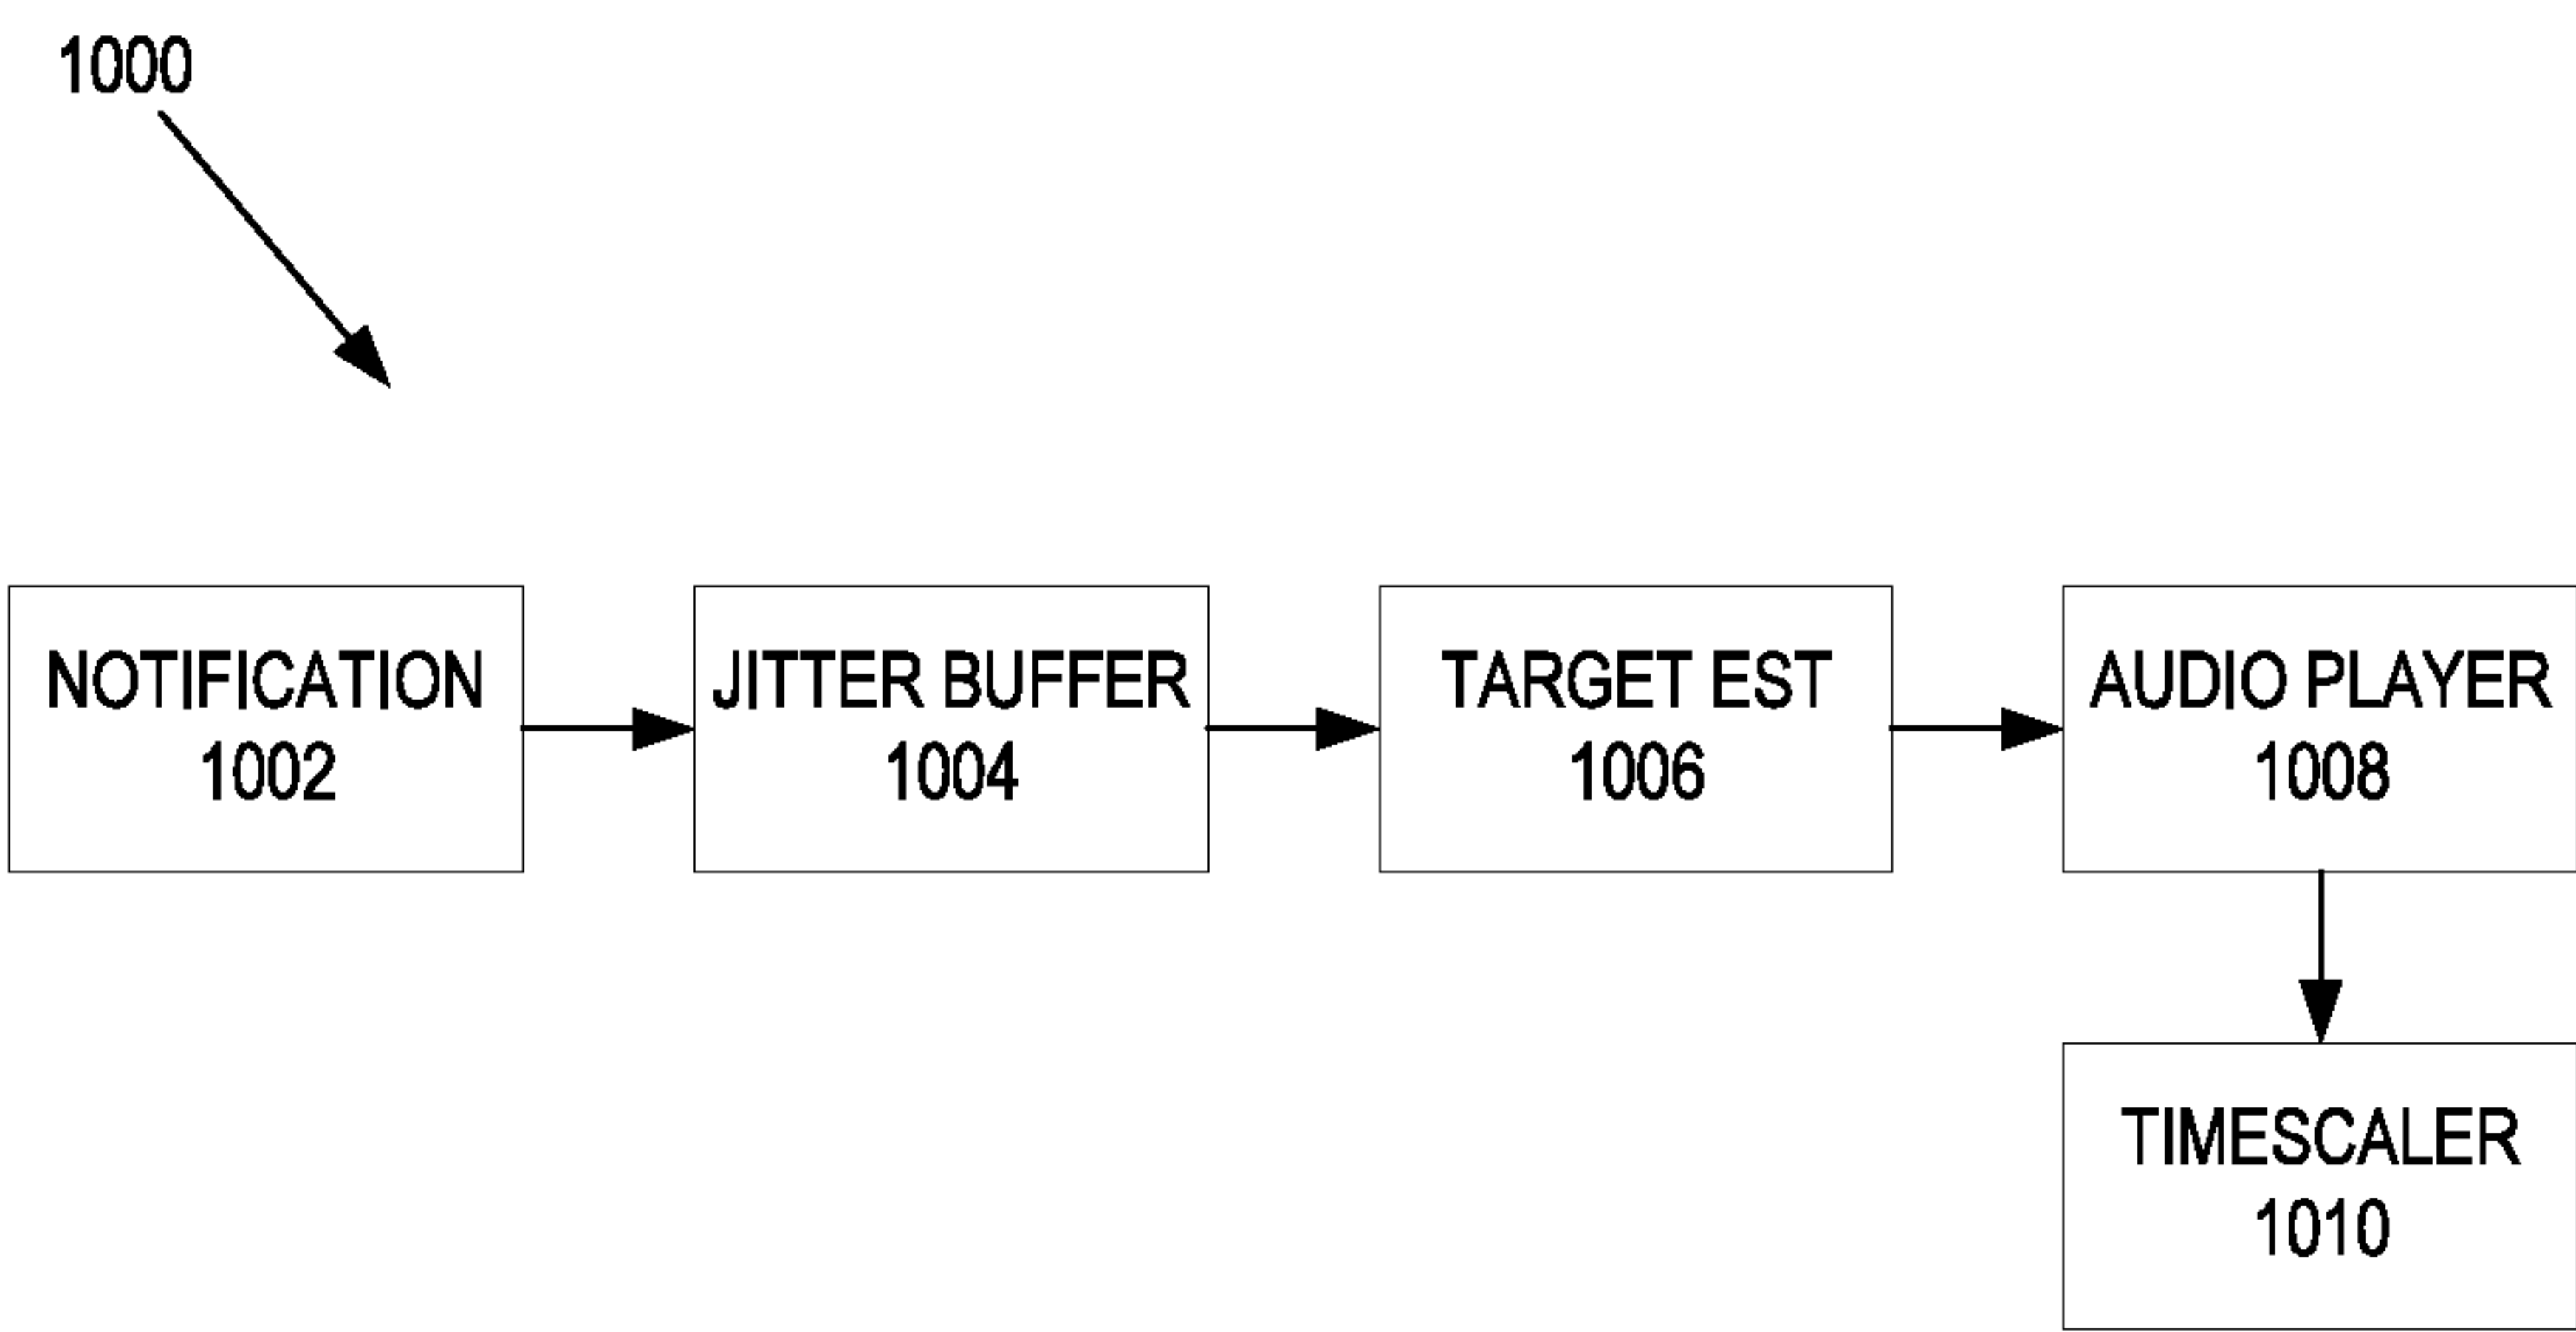 1000
NOTIFICATION
1002
JITTER BUFFER
1004
TARGET EST
1006
AUDIO PLAYER
1008
TIMESCALER
1010